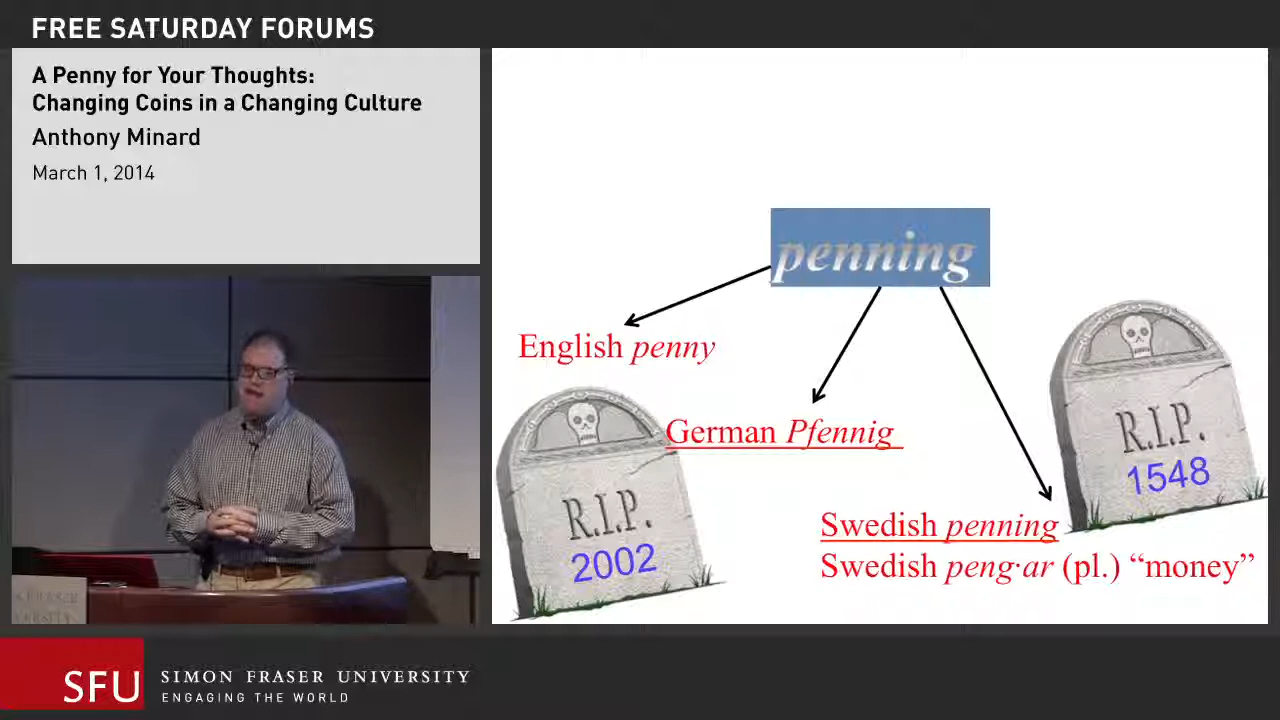 FREE SATURDAY FORUMS
A Penny for Your Thoughts:
Changing Coins in a Changing Culture
Anthony Minard
March 1, 2014
penning
English penny
German Pfennig
R.I.P.
2002
R.I.P.
1548
Swedish penning
Swedish peng·ar (pl.) “money”
SFU
SIMON FRASER UNIVERSITY
ENGAGING THE WORLD